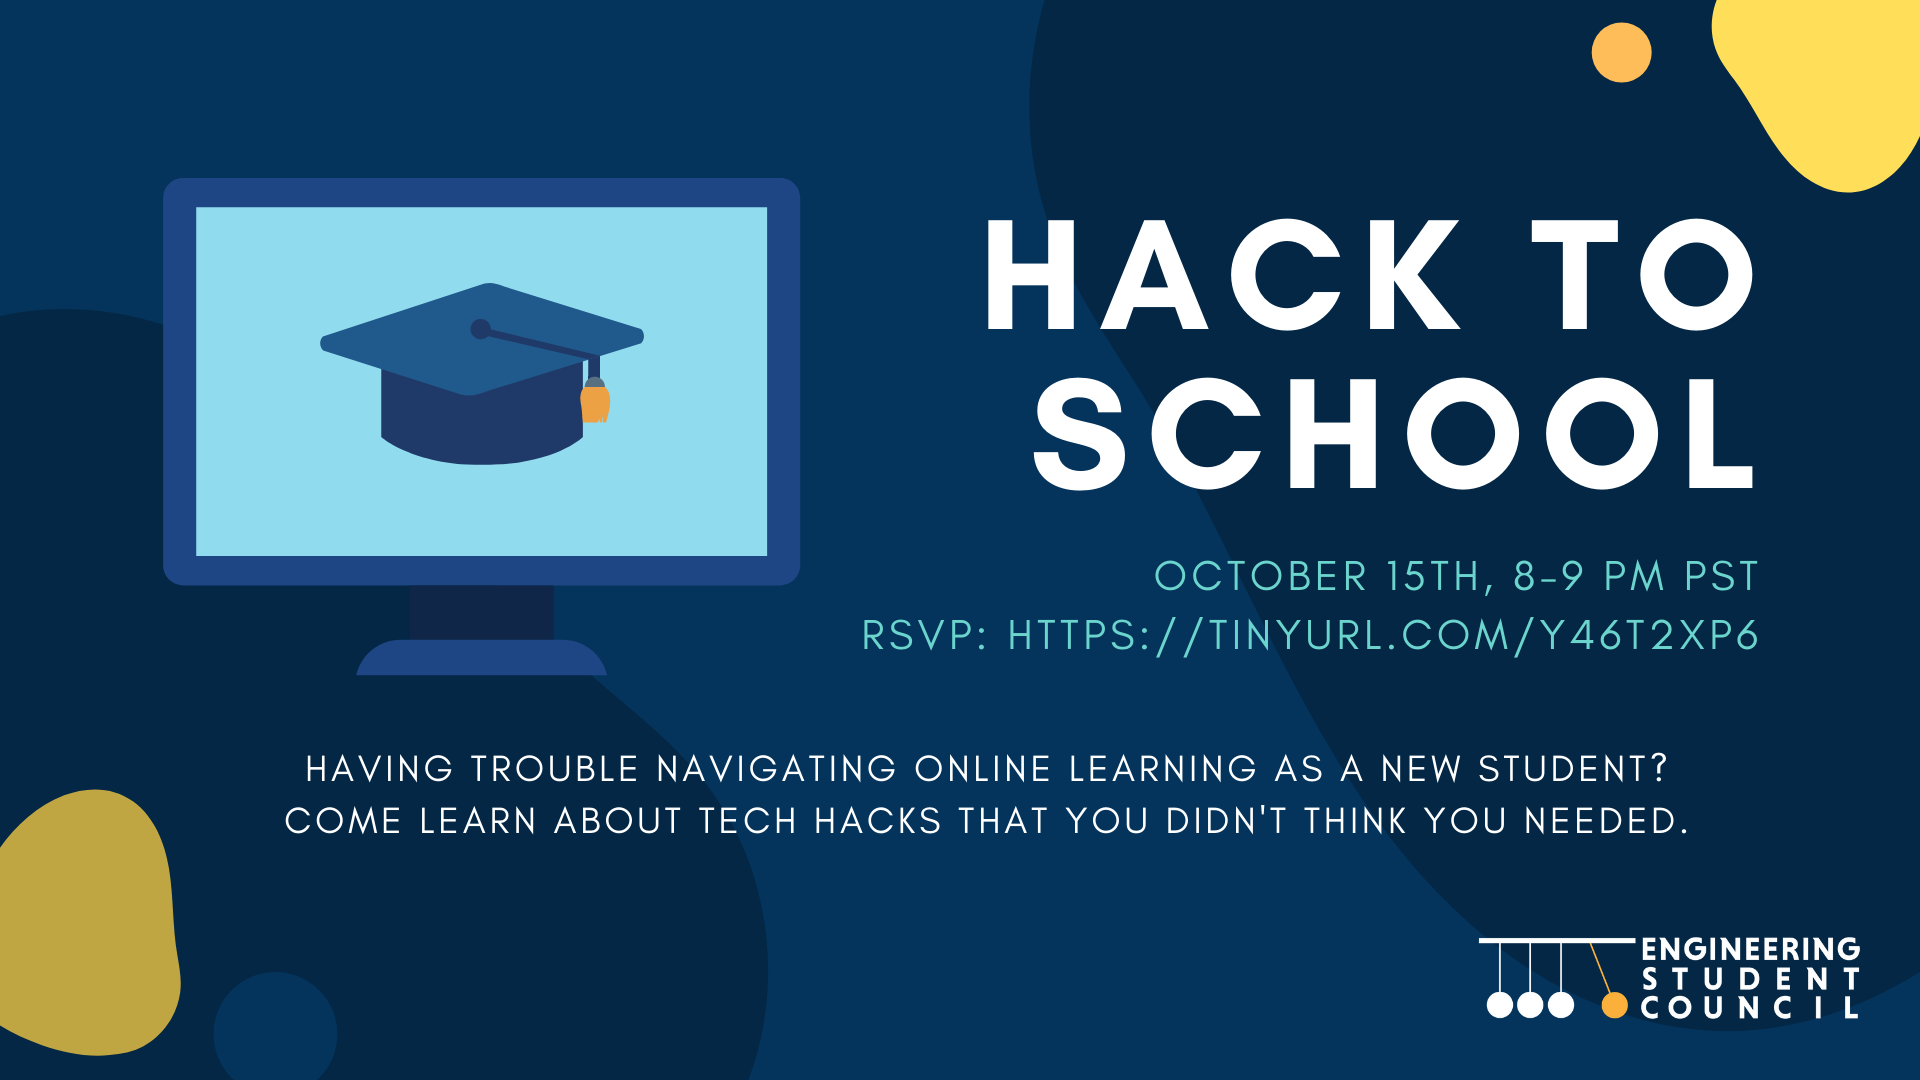 HACK TO
SCHOOL
OCTOBER 15TH, 8-9 PM PST
RSVP: HTTPS://TINYURL.COM/Y46T2XP6
HAVING TROUBLE NAVIGATING ONLINE LEARNING AS A NEW STUDENT?
COME LEARN ABOUT TECH HACKS THAT YOU DIDN'T THINK YOU NEEDED.
ENGINEERING
STUDENT
COUNCIL